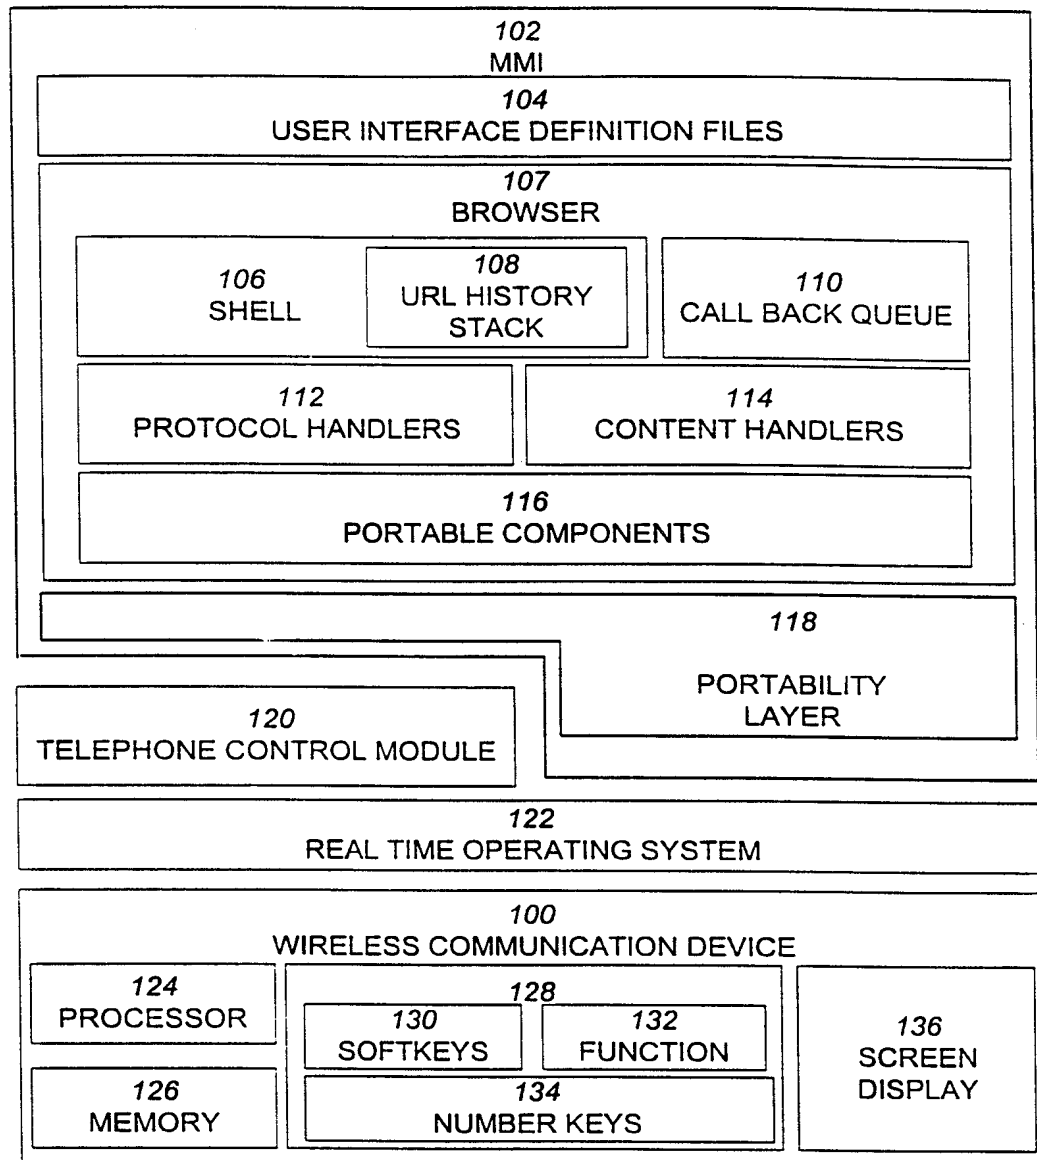 102
MMI
104
USER INTERFACE DEFINITION FILES
107
BROWSER
106
SHELL
108
URL HISTORY
STACK
110
CALL BACK QUEUE
112
PROTOCOL HANDLERS
114
CONTENT HANDLERS
116
PORTABLE COMPONENTS
118
PORTABILITY
LAYER
120
TELEPHONE CONTROL MODULE
122
REAL TIME OPERATING SYSTEM
100
WIRELESS COMMUNICATION DEVICE
124
PROCESSOR
126
MEMORY
128
130
SOFTKEYS
132
FUNCTION
134
NUMBER KEYS
136
SCREEN
DISPLAY